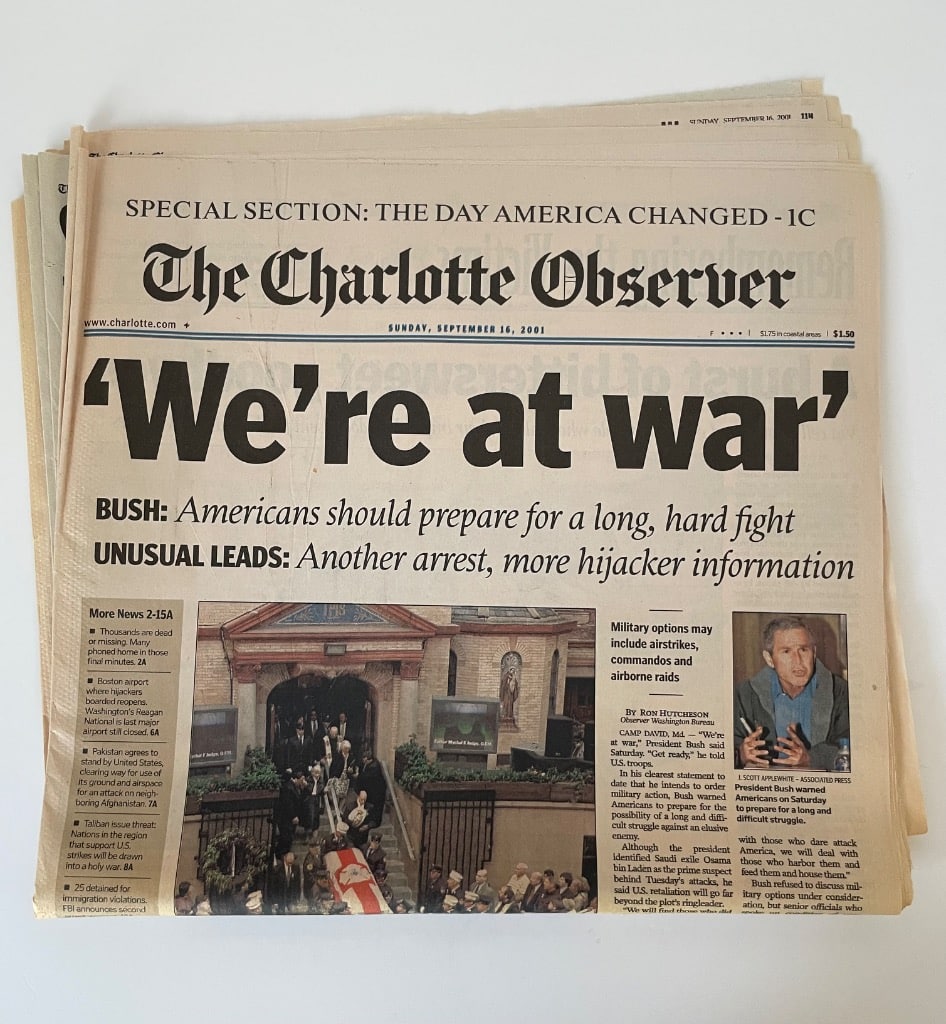 SUNDAY, SEPTEMBER 16, 2001 11H
SPECIAL SECTION: THE DAY AMERICA CHANGED - 1C
The Charlotte Observer
www.charlotte.com
SUNDAY, SEPTEMBER 16, 2001
F $1.75 in coastal areas | $1.50
‘We’re at war’
BUSH: Americans should prepare for a long, hard fight
UNUSUAL LEADS: Another arrest, more hijacker information
More News 2-15A
■ Thousands are dead
or missing. Many
phoned home in those
final minutes. 2A
■ Boston airport
where hijackers
boarded reopens.
Washington's Reagan
National is last major
airport still closed. 6A
■ Pakistan agrees to
stand by United States,
clearing way for use of
its ground and airspace
for an attack on neigh-
boring Afghanistan. 7A
■ Taliban issue threat:
Nations in the region
that support U.S.
strikes will be drawn
into a holy war. 8A
■ 25 detained for
immigration violations.
FBI announces second
IHS
Military options may
include airstrikes,
commandos and
airborne raids
BY RON HUTCHESON
Observer Washington Bureau
CAMP DAVID, Md. — “We're
at war,” President Bush said
Saturday. “Get ready,” he told
U.S. troops.
In his clearest statement to
date that he intends to order
military action, Bush warned
Americans to prepare for the
possibility of a long and diffi-
cult struggle against an elusive
enemy.
Although the president
identified Saudi exile Osama
bin Laden as the prime suspect
behind Tuesday's attacks, he
said U.S. retaliation will go far
beyond the plot's ringleader.
“We will find those who did
J. SCOTT APPLEWHITE – ASSOCIATED PRESS
President Bush warned
Americans on Saturday
to prepare for a long and
difficult struggle.
with those who dare attack
America, we will deal with
those who harbor them and
feed them and house them.”
Bush refused to discuss mil-
itary options under consider-
ation, but senior officials who